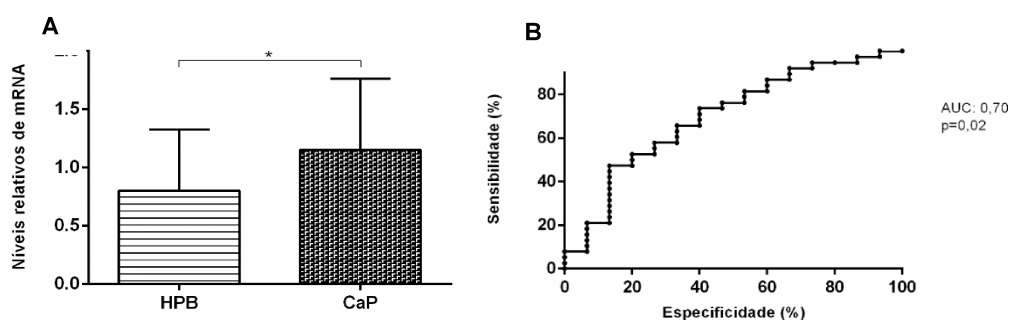 A
Níveis relativos de mRNA
*
1.5
1.0
0.5
0.0
HPB
CaP
B
Sensibilidade (%)
80
60
40
20
0
0 20 40 60 80 100
Especificidade (%)
AUC: 0,70
p=0,02